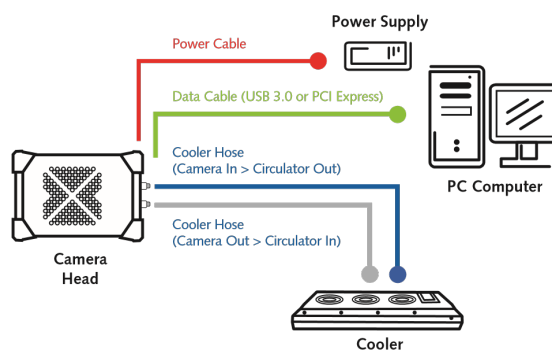 Power Supply
Power Cable
Data Cable (USB 3.0 or PCI Express)
Cooler Hose
(Camera In > Circulator Out)
PC Computer
Cooler Hose
(Camera Out > Circulator In)
Camera
Head
Cooler